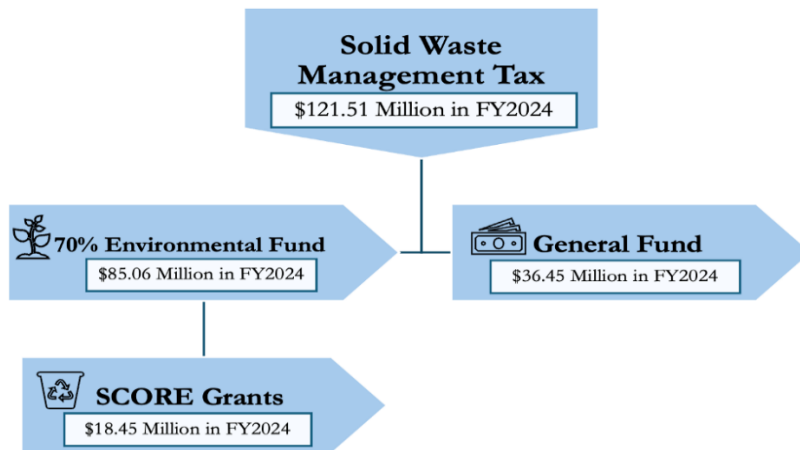 Solid Waste
Management Tax
$121.51 Million in FY2024
70% Environmental Fund
$85.06 Million in FY2024
General Fund
$36.45 Million in FY2024
SCORE Grants
$18.45 Million in FY2024